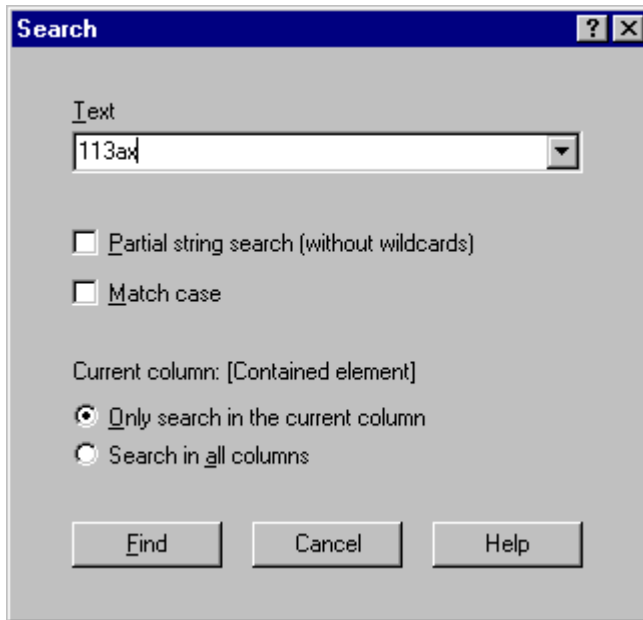 Search
Text
113ax
Partial string search (without wildcards)
Match case
Current column: [Contained element]
Only search in the current column
Search in all columns
Find Cancel Help